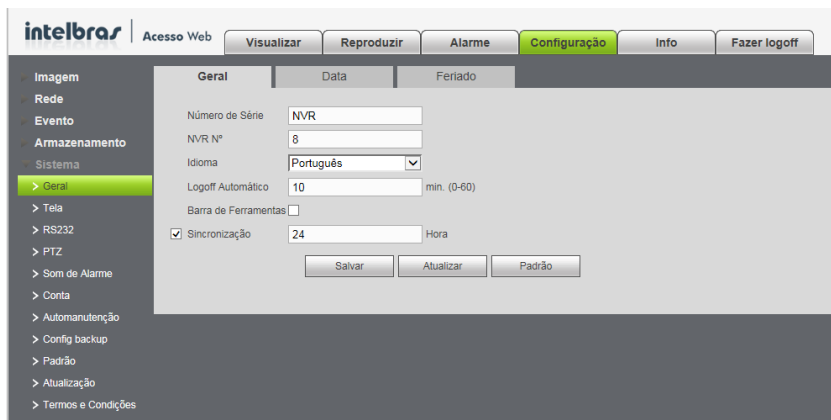 intelbras Acesso Web Visualizar Reproduzir Alarme Configuração Info Fazer logoff
Imagem
Rede
Evento
Armazenamento
Sistema
> Geral
> Tela
> RS232
> PTZ
> Som de Alarme
> Conta
> Automanutenção
> Config backup
> Padrão
> Atualização
> Termos e Condições
Geral Data Feriado
Número de Série NVR
NVR Nº 8
Idioma Português
Logoff Automático 10 min. (0-60)
Barra de Ferramentas
Sincronização 24 Hora
Salvar Atualizar Padrão